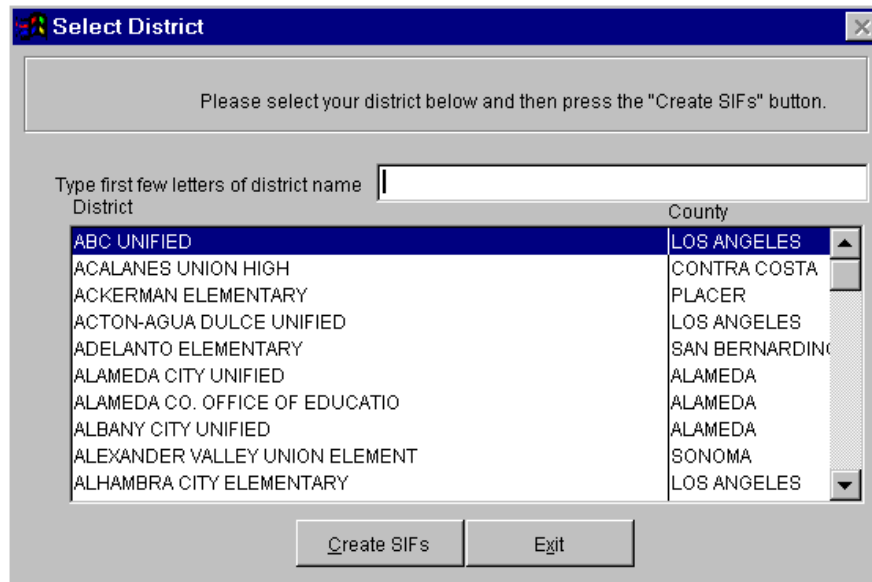 Select District
Please select your district below and then press the "Create SIFs" button.
Type first few letters of district name
District County
ABC UNIFIED LOS ANGELES
ACALANES UNION HIGH CONTRA COSTA
ACKERMAN ELEMENTARY PLACER
ACTON-AGUA DULCE UNIFIED LOS ANGELES
ADELANTO ELEMENTARY SAN BERNARDINO
ALAMEDA CITY UNIFIED ALAMEDA
ALAMEDA CO. OFFICE OF EDUCATIO ALAMEDA
ALBANY CITY UNIFIED ALAMEDA
ALEXANDER VALLEY UNION ELEMENT SONOMA
ALHAMBRA CITY ELEMENTARY LOS ANGELES
Create SIFs Exit